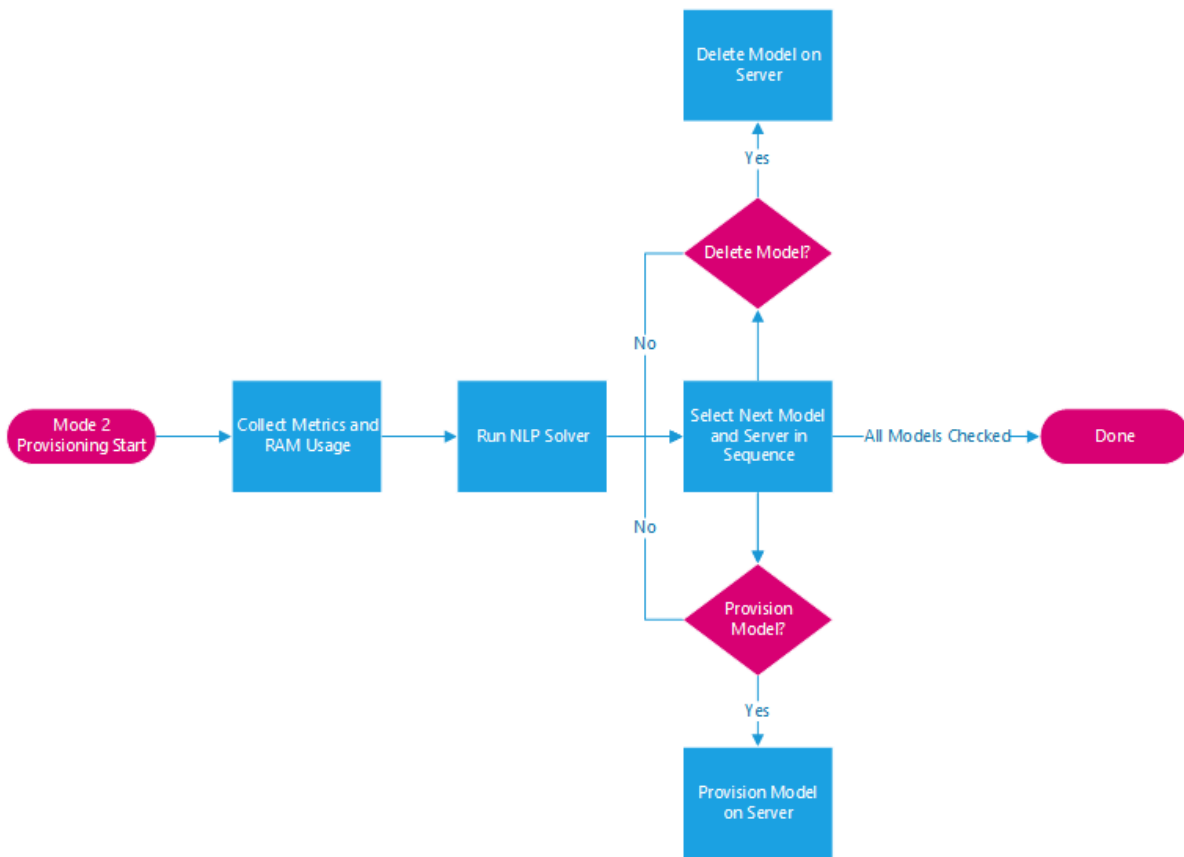 Delete Model on
Server
Yes
Delete Model?
No
Mode 2
Provisioning Start
Collect Metrics and
RAM Usage
Run NLP Solver
Select Next Model
and Server in
Sequence
All Models Checked
Done
No
Provision
Model?
Yes
Provision Model
on Server